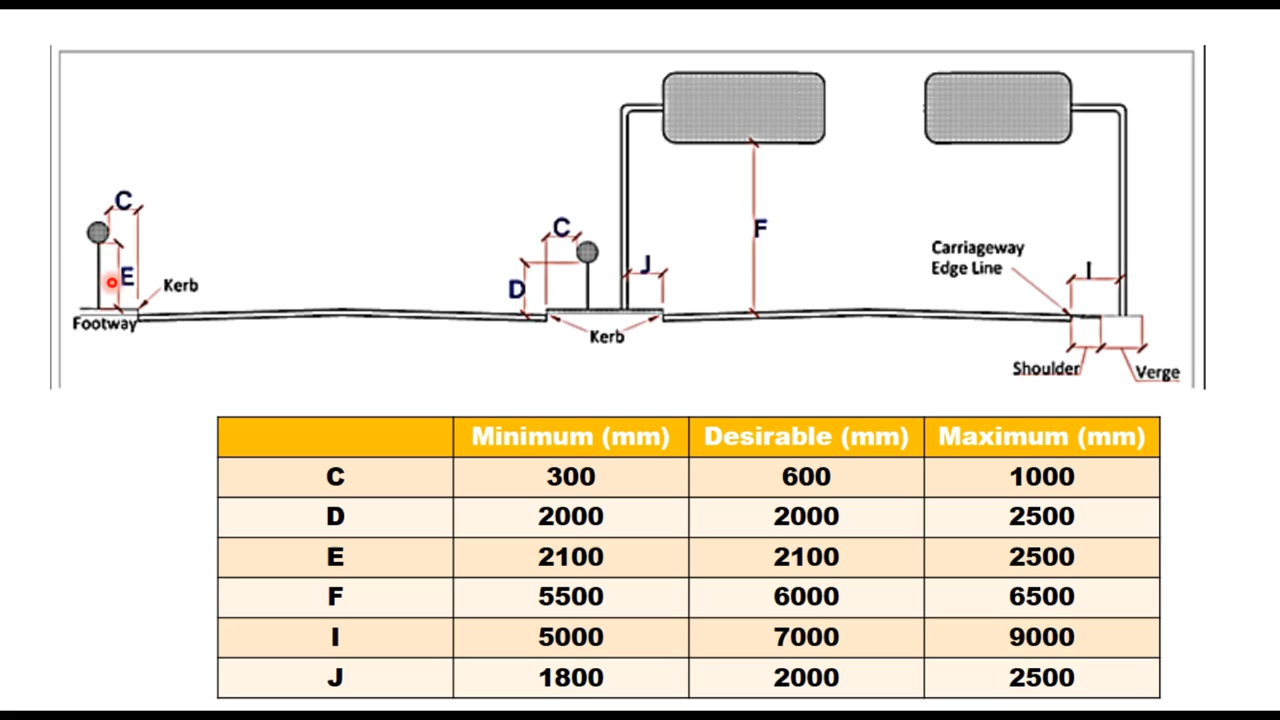 C
E
Kerb
Footway
C
D
J
Kerb
F
Carriageway
Edge Line
I
Shoulder
Verge
Minimum (mm) Desirable (mm) Maximum (mm)
C 300 600 1000
D 2000 2000 2500
E 2100 2100 2500
F 5500 6000 6500
I 5000 7000 9000
J 1800 2000 2500